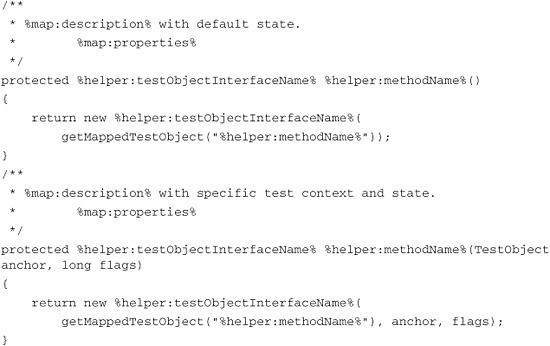 /**
 * %map:description% with default state.
 *       %map:properties%
 */
protected %helper:testObjectInterfaceName% %helper:methodName%()
{
    return new %helper:testObjectInterfaceName%(
        getMappedTestObject("%helper:methodName%"));
}
/**
 * %map:description% with specific test context and state.
 *       %map:properties%
 */
protected %helper:testObjectInterfaceName% %helper:methodName%(TestObject
anchor, long flags)
{
    return new %helper:testObjectInterfaceName%(
        getMappedTestObject("%helper:methodName%"), anchor, flags);
}